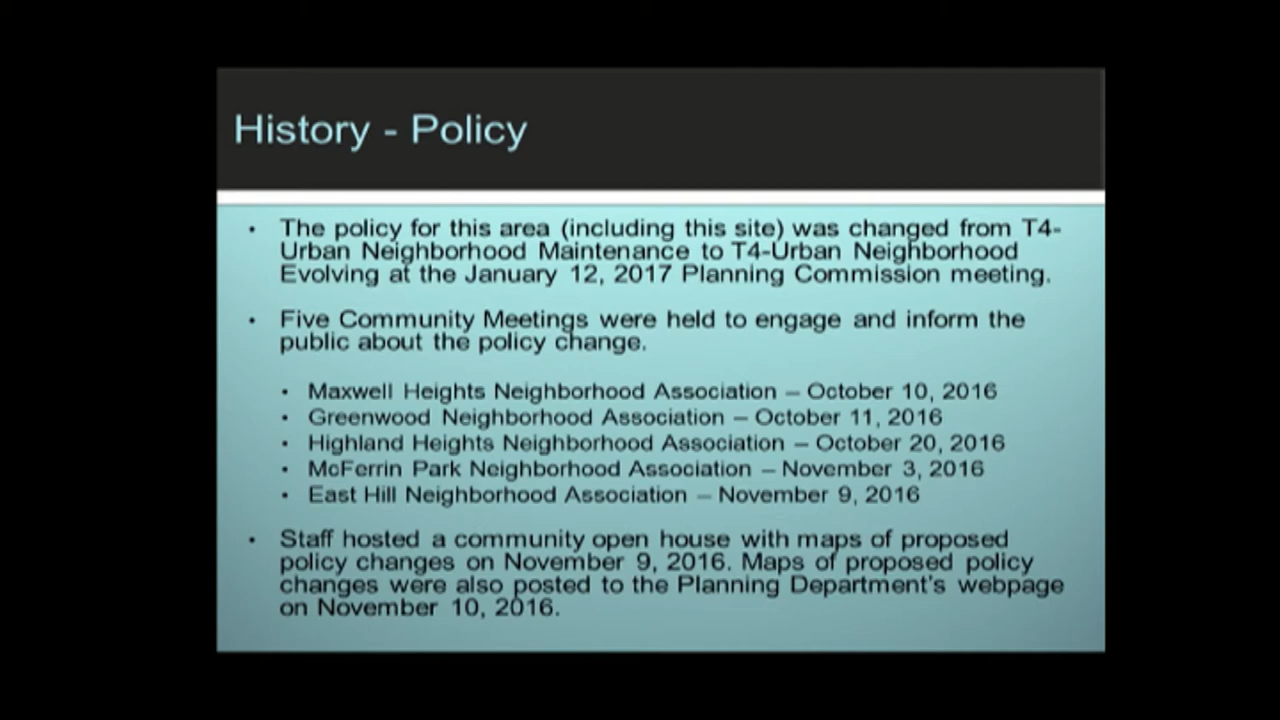 History - Policy
• The policy for this area (including this site) was changed from T4-
Urban Neighborhood Maintenance to T4-Urban Neighborhood
Evolving at the January 12, 2017 Planning Commission meeting.
• Five Community Meetings were held to engage and inform the
public about the policy change.
• Maxwell Heights Neighborhood Association – October 10, 2016
• Greenwood Neighborhood Association – October 11, 2016
• Highland Heights Neighborhood Association – October 20, 2016
• McFerrin Park Neighborhood Association – November 3, 2016
• East Hill Neighborhood Association – November 9, 2016
• Staff hosted a community open house with maps of proposed
policy changes on November 9, 2016. Maps of proposed policy
changes were also posted to the Planning Department's webpage
on November 10, 2016.